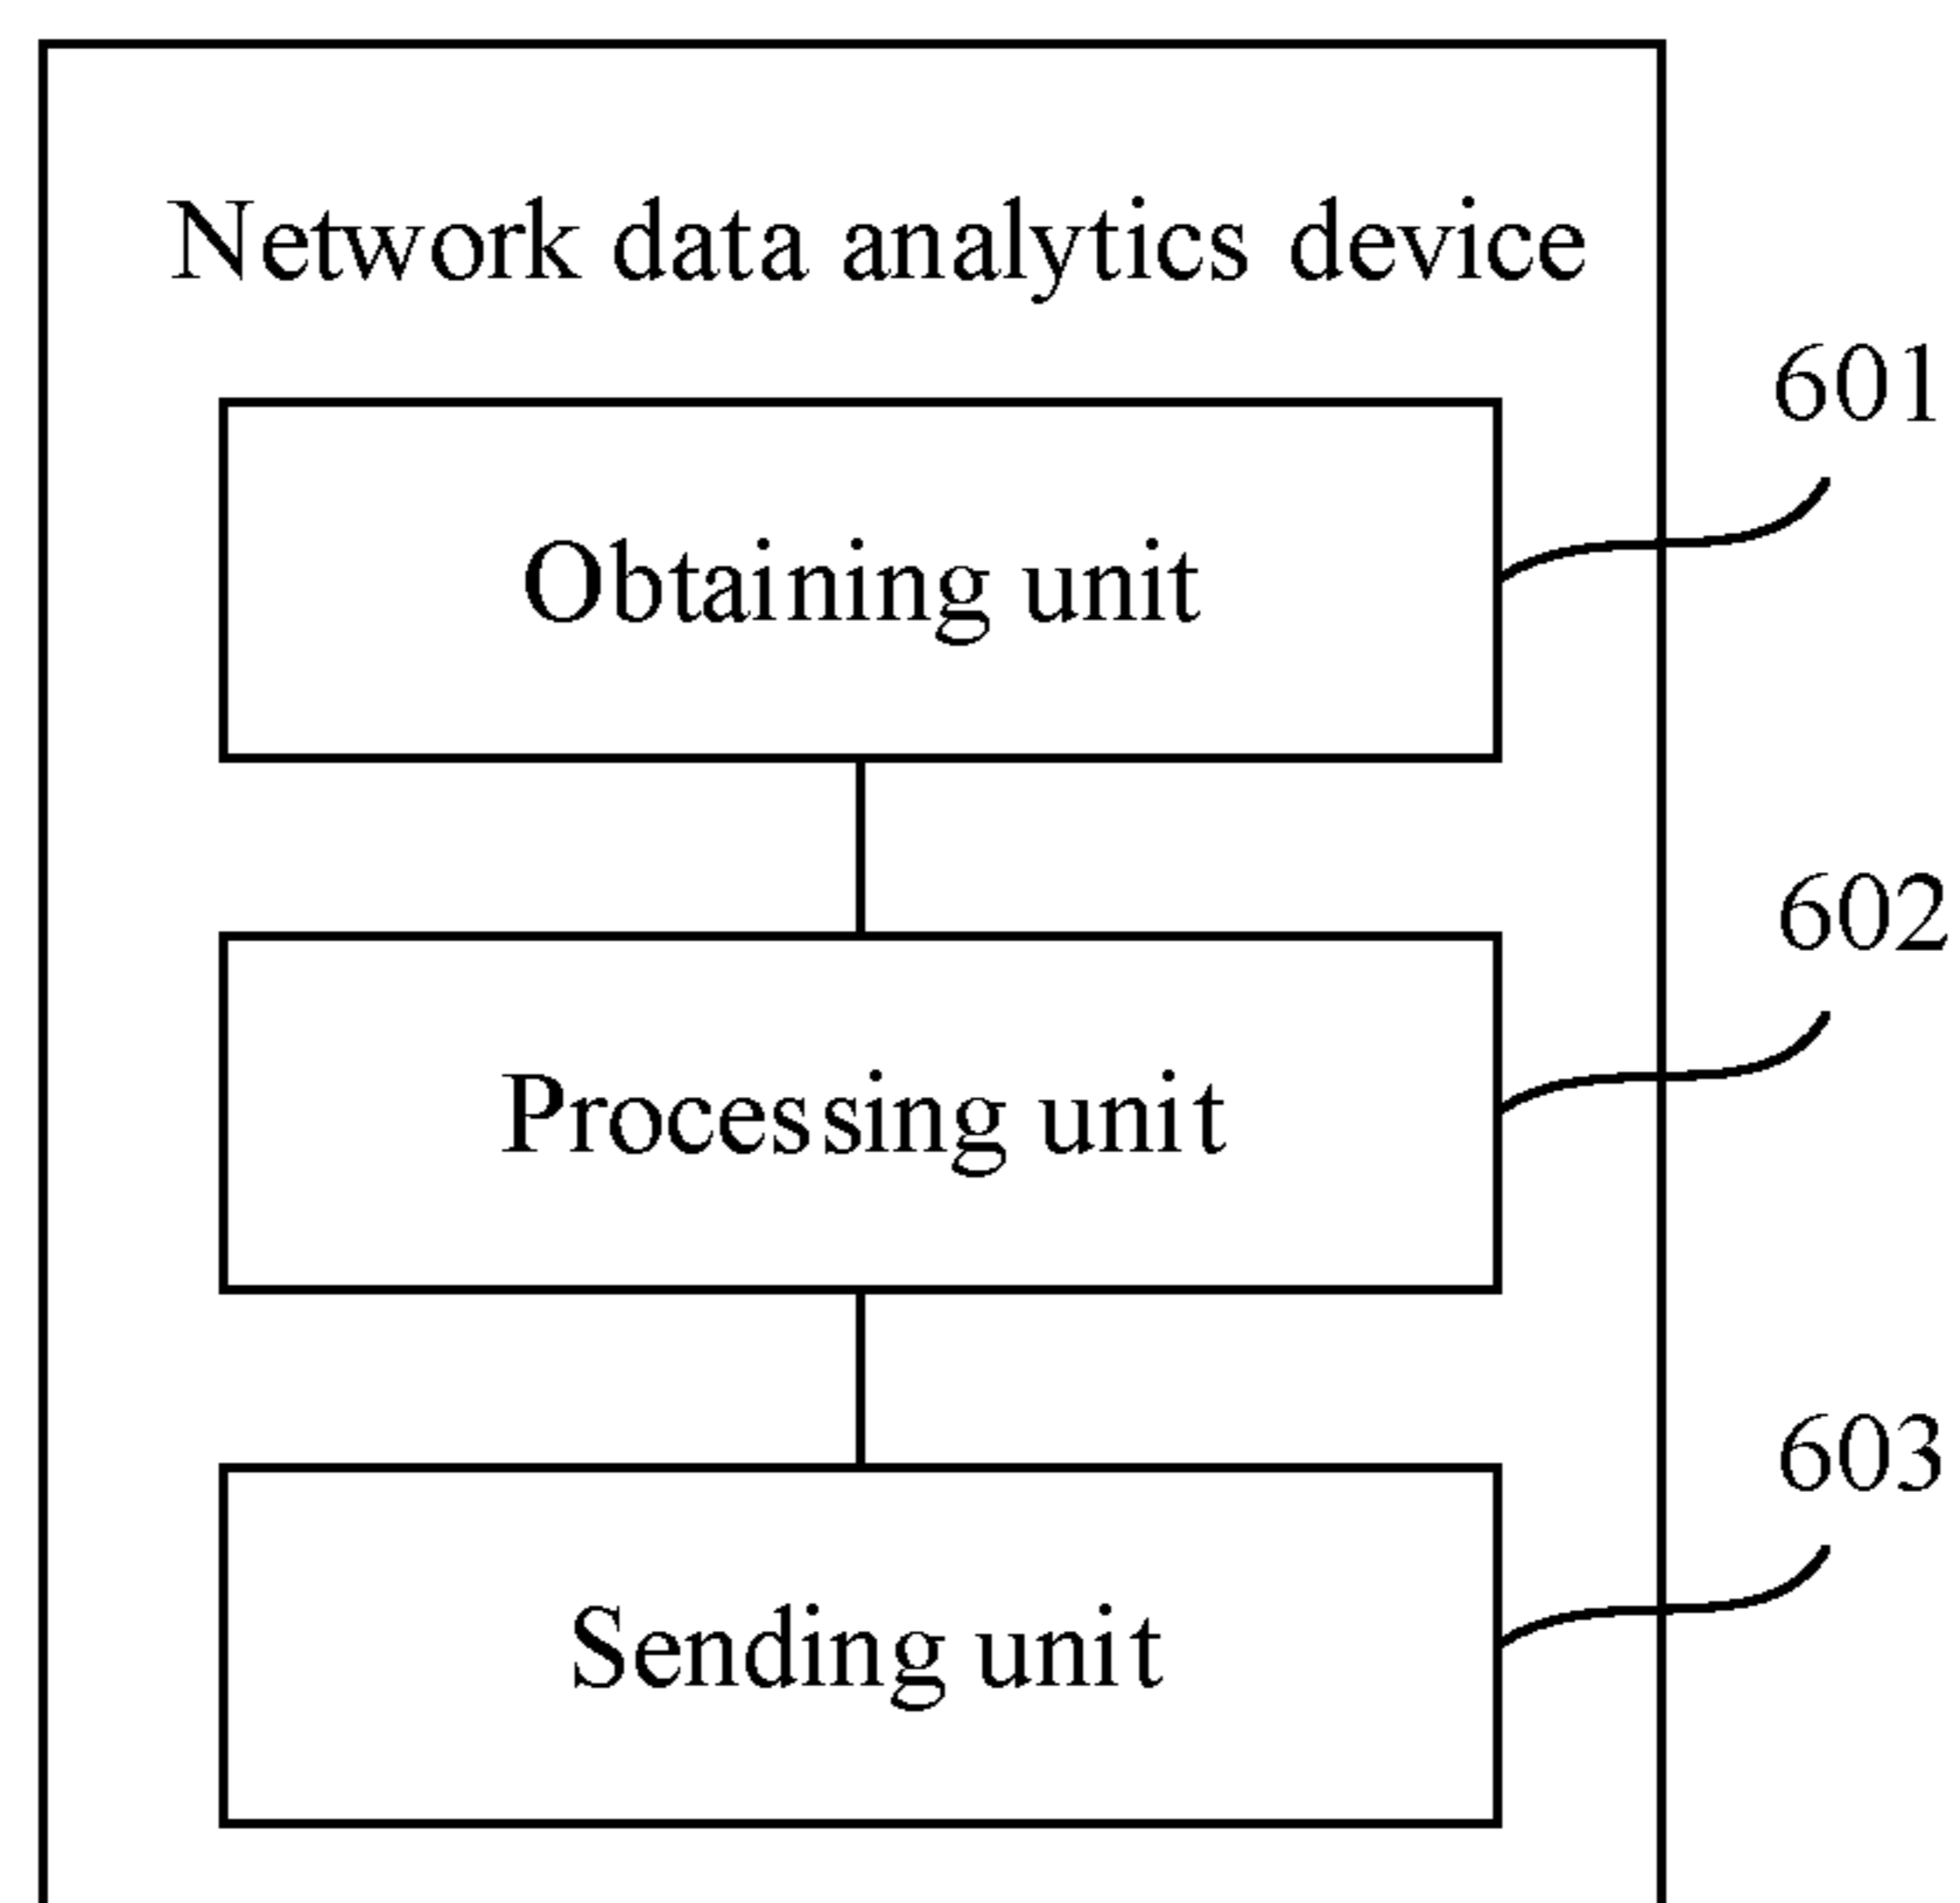 Network data analytics device
601
Obtaining unit
602
Processing unit
603
Sending unit